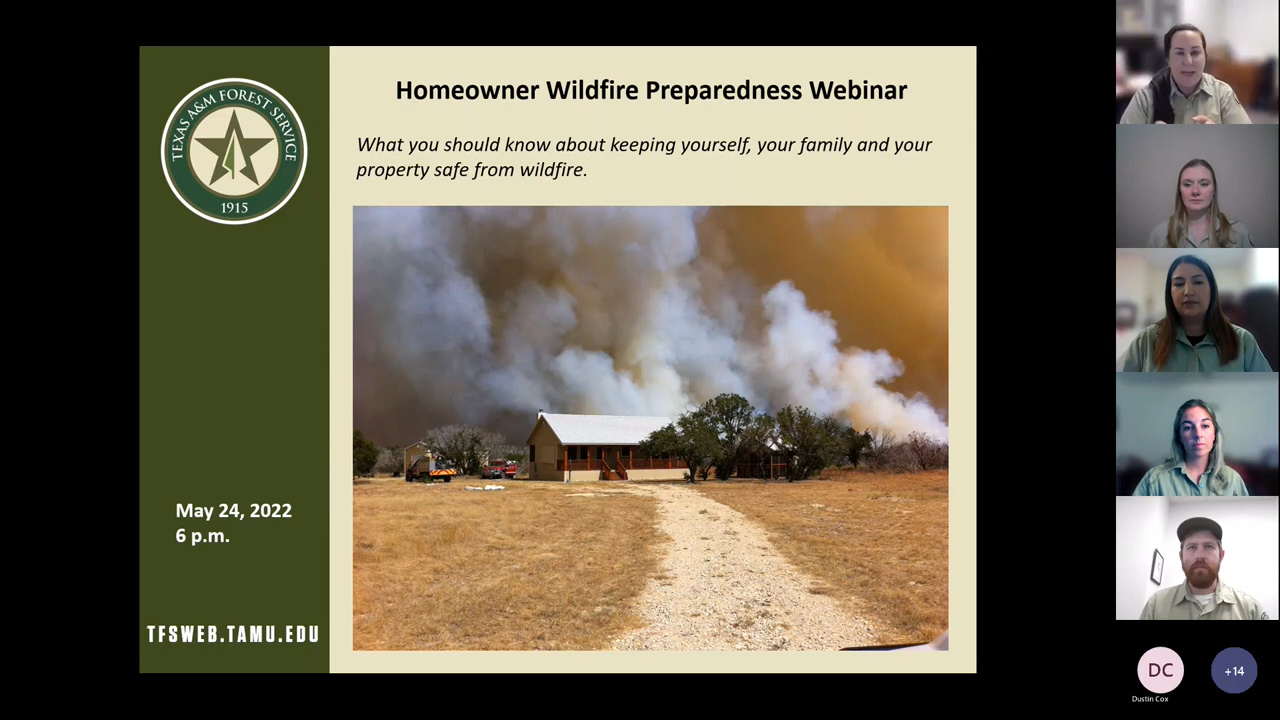 TEXAS A&M FOREST SERVICE
1915
Homeowner Wildfire Preparedness Webinar
What you should know about keeping yourself, your family and your
property safe from wildfire.
May 24, 2022
6 p.m.
TFSWEB.TAMU.EDU
DC
Dustin Cox
+14